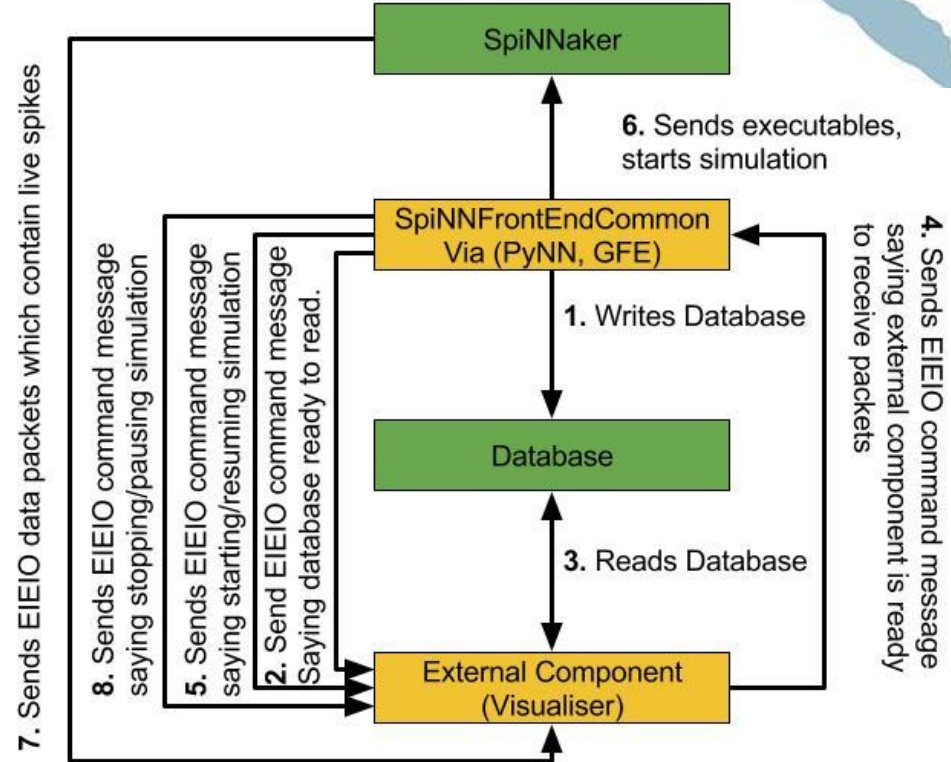 SpiNNaker
6. Sends executables,
starts simulation
SpiNNFrontEndCommon
Via (PyNN, GFE)
1. Writes Database
Database
3. Reads Database
External Component
(Visualiser)
4. Sends EIEIO command message
saying external component is ready
to receive packets
2. Send EIEIO command message
Saying database ready to read.
5. Sends EIEIO command message
saying starting/resuming simulation
8. Sends EIEIO command message
saying stopping/pausing simulation
7. Sends EIEIO data packets which contain live spikes